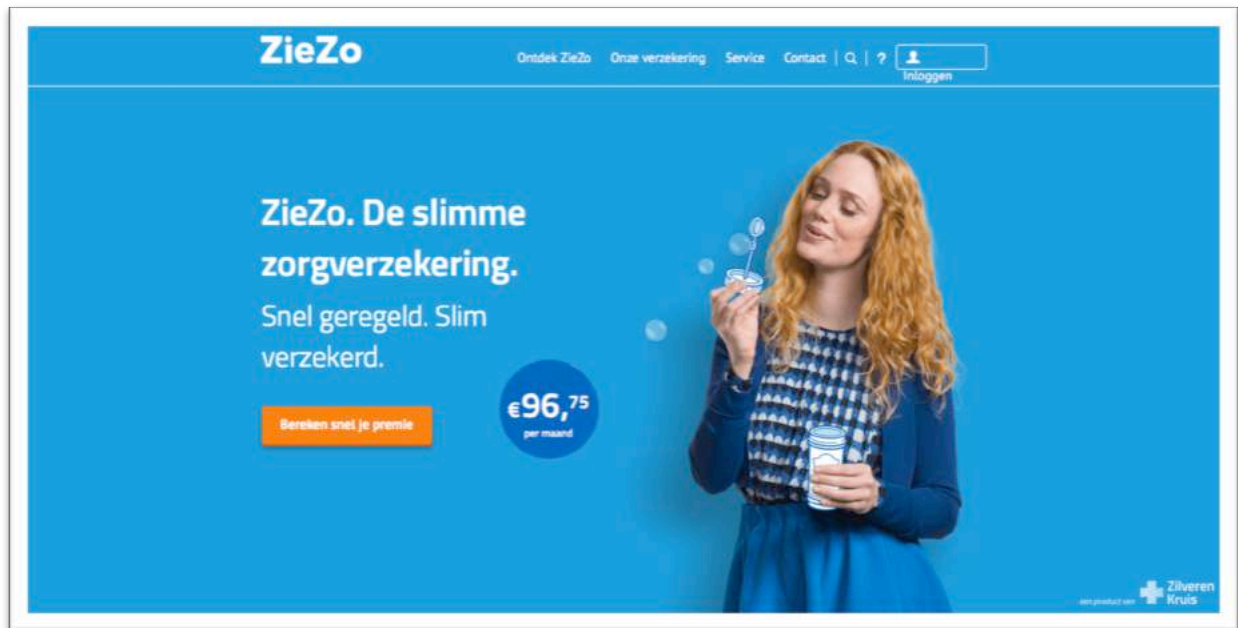 ZieZo
Ontdek ZieZo Onze verzekering Service Contact | | ?
Inloggen
ZieZo. De slimme
zorgverzekering.
Snel geregeld. Slim
verzekerd.
€96,75
per maand
Bereken snel je premie
een product van
Zilveren
Kruis